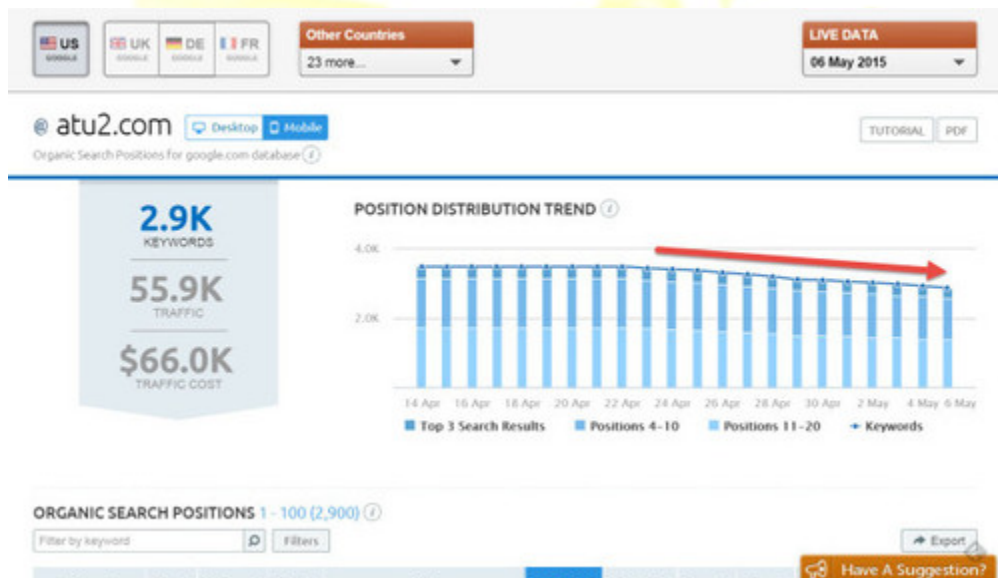 US
GOOGLE
UK
GOOGLE
DE
GOOGLE
FR
GOOGLE
Other Countries
23 more...
LIVE DATA
06 May 2015
atu2.com
Desktop
Mobile
TUTORIAL
PDF
Organic Search Positions for google.com database
2.9K
KEYWORDS
55.9K
TRAFFIC
$66.0K
TRAFFIC COST
POSITION DISTRIBUTION TREND
4.0K
2.0K
14 Apr 16 Apr 18 Apr 20 Apr 22 Apr 24 Apr 26 Apr 28 Apr 30 Apr 2 May 4 May 6 May
Top 3 Search Results Positions 4-10 Positions 11-20 Keywords
ORGANIC SEARCH POSITIONS 1 - 100 (2,900)
Filter by keyword
Filters
Export
Have A Suggestion?